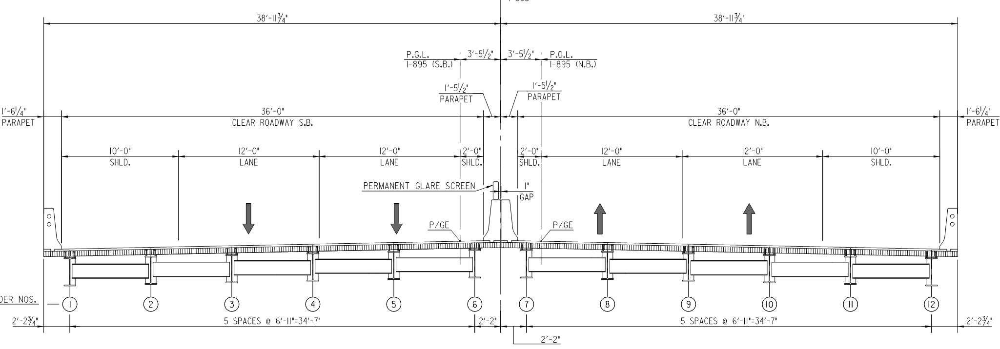 I-895
38'-11¾" 38'-11¾"
P.G.L. 3'-5½" 3'-5½" P.G.L.
I-895 (S.B.) I-895 (N.B.)
1'-5½" 1'-5½"
PARAPET PARAPET
1'-6¼" 36'-0" 36'-0" 1'-6¼"
PARAPET CLEAR ROADWAY S.B. CLEAR ROADWAY N.B. PARAPET
10'-0" 12'-0" 12'-0" 2'-0" 2'-0" 12'-0" 12'-0" 10'-0"
SHLD. LANE LANE SHLD. SHLD. LANE LANE SHLD.
PERMANENT GLARE SCREEN 1"
GAP
P/GE P/GE
DER NOS. 1 2 3 4 5 6 7 8 9 10 11 12
2'-2¾" 5 SPACES @ 6'-11"=34'-7" 2'-2" 5 SPACES @ 6'-11"=34'-7" 2'-2¾"
2'-2"